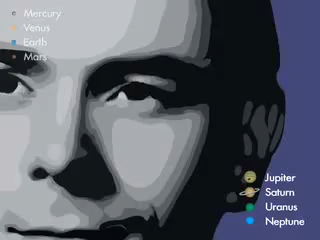 Mercury
Venus
Earth
Mars
Jupiter
Saturn
Uranus
Neptune